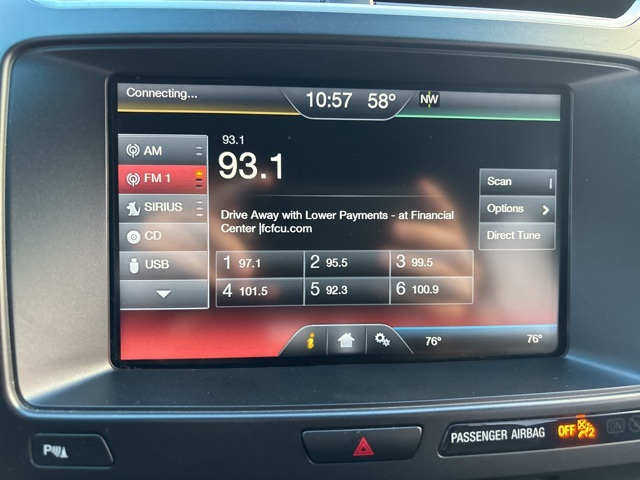 Connecting...
10:57 58° NW
93.1
93.1
AM
FM 1
SIRIUS
CD
USB
Drive Away with Lower Payments - at Financial
Center |fcfcu.com
Scan
Options
Direct Tune
1 97.1 2 95.5 3 99.5
4 101.5 5 92.3 6 100.9
i
76° 76°
P
PASSENGER AIRBAG OFF 2 ON